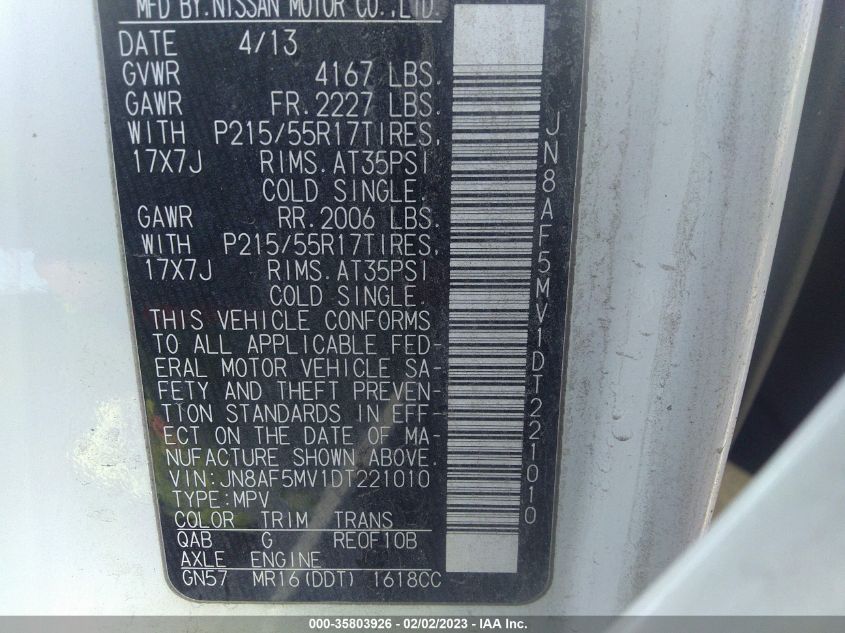 MFD BY.NISSAN MOTOR CO.,LTD.
DATE 4/13
GVWR 4167 LBS.
GAWR FR.2227 LBS.
WITH P215/55R17TIRES,
17X7J RIMS.AT35PSI
COLD SINGLE.
GAWR RR.2006 LBS.
WITH P215/55R17TIRES,
17X7J RIMS.AT35PSI
COLD SINGLE.
THIS VEHICLE CONFORMS
TO ALL APPLICABLE FED-
ERAL MOTOR VEHICLE SA-
FETY AND THEFT PREVEN-
TION STANDARDS IN EFF-
ECT ON THE DATE OF MA-
NUFACTURE SHOWN ABOVE.
VIN:JN8AF5MV1DT221010
TYPE:MPV
COLOR TRIM TRANS
QAB G RE0F10B
AXLE ENGINE
GN57 MR16(DDT) 1618CC
JN8AF5MV1DT221010
000-35803926 - 02/02/2023 - IAA, Inc.